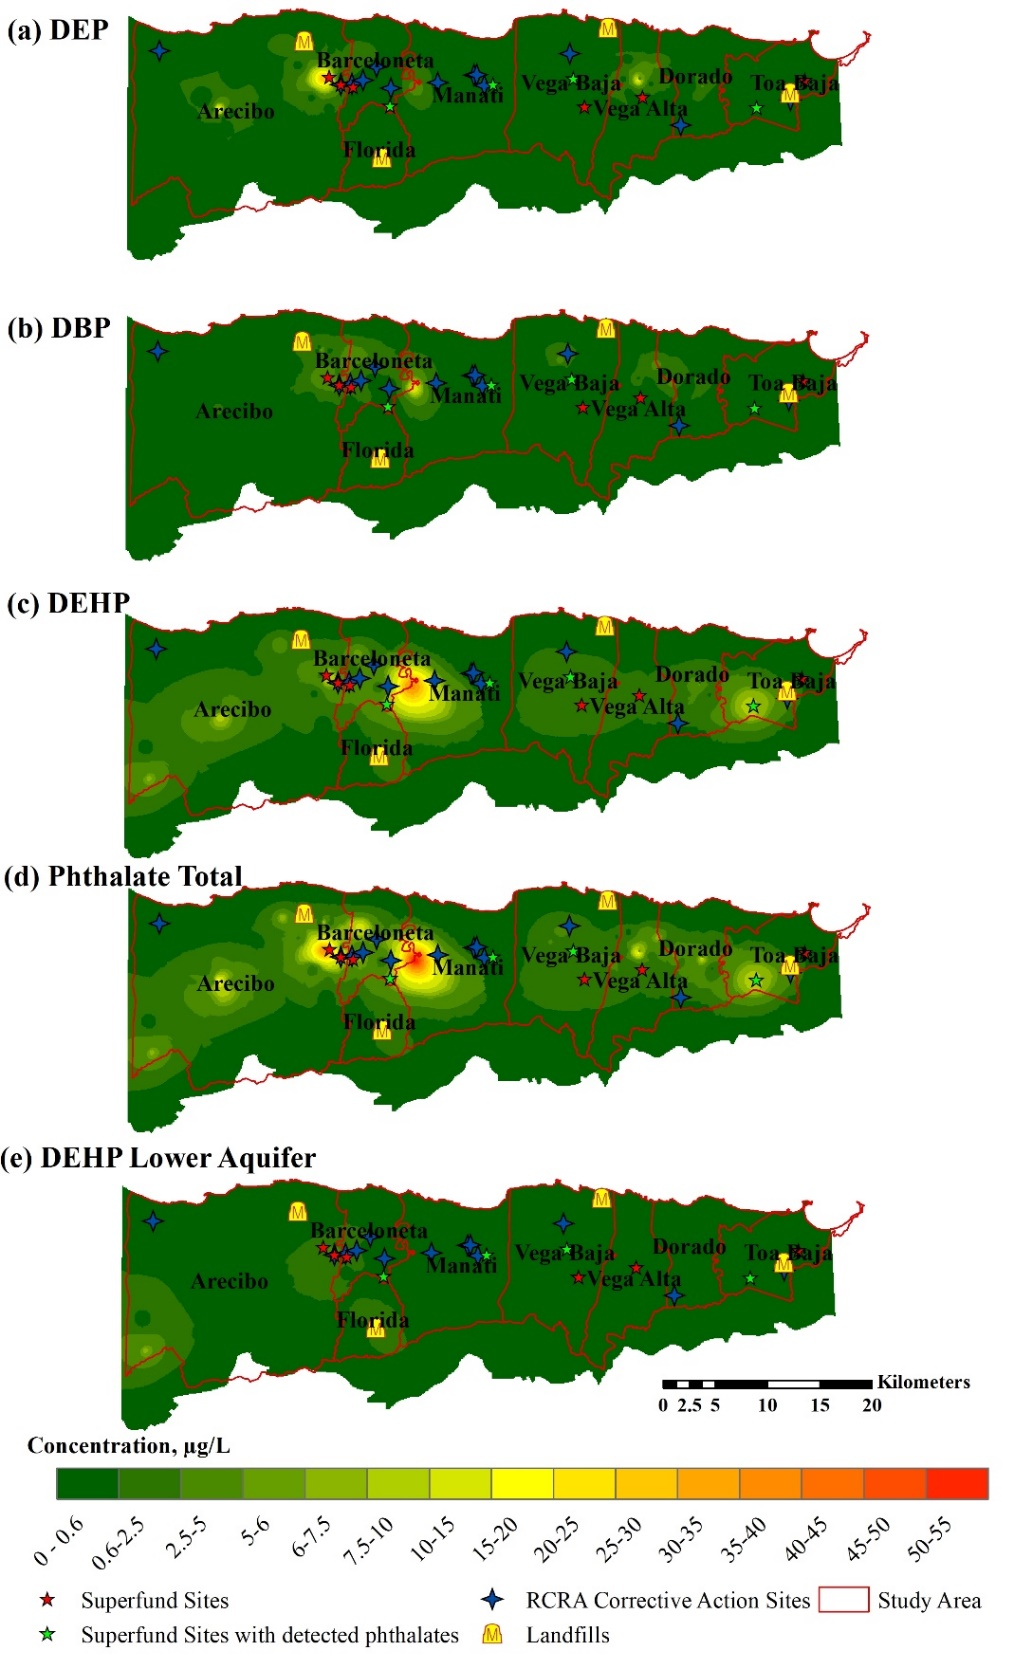 (a) DEP
Barceloneta
Arecibo
Manatí
Florida
Vega Baja
Vega Alta
Dorado
Toa Baja
M
M
M
M
(b) DBP
Barceloneta
Arecibo
Manatí
Florida
Vega Baja
Vega Alta
Dorado
Toa Baja
M
M
M
M
(c) DEHP
Barceloneta
Arecibo
Manatí
Florida
Vega Baja
Vega Alta
Dorado
Toa Baja
M
M
M
M
(d) Phthalate Total
Barceloneta
Arecibo
Manatí
Florida
Vega Baja
Vega Alta
Dorado
Toa Baja
M
M
M
M
(e) DEHP Lower Aquifer
Barceloneta
Arecibo
Manatí
Florida
Vega Baja
Vega Alta
Dorado
Toa Baja
M
M
M
M
Kilometers
0 2.5 5 10 15 20
Concentration, µg/L
0 - 0.6 0.6-2.5 2.5-5 5-6 6-7.5 7.5-10 10-15 15-20 20-25 25-30 30-35 35-40 40-45 45-50 50-55
Superfund Sites
RCRA Corrective Action Sites
Study Area
Superfund Sites with detected phthalates
M Landfills